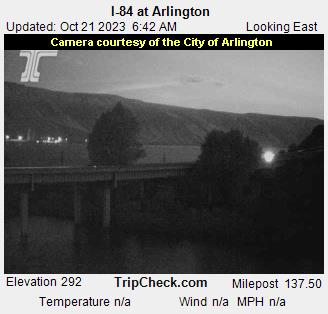 I-84 at Arlington
Updated: Oct 21 2023 6:42 AM Looking East
Camera courtesy of the City of Arlington
Elevation 292 TripCheck.com Milepost 137.50
Temperature n/a Wind n/a MPH n/a